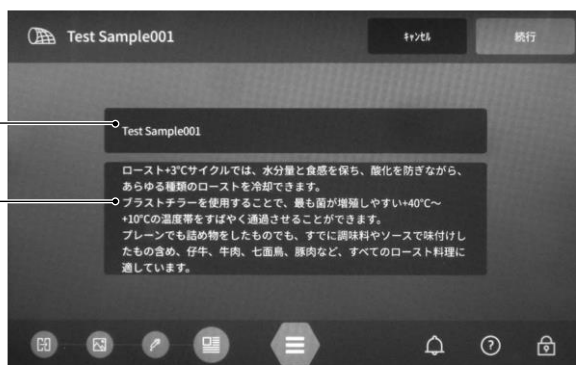 Test Sample001
ｷｬﾝｾﾙ
続行
Test Sample001
ロースト+3℃サイクルでは、水分量と食感を保ち、酸化を防ぎながら、
あらゆる種類のローストを冷却できます。
ブラストチラーを使用することで、最も菌が増殖しやすい+40℃～
+10℃の温度帯をすばやく通過させることができます。
プレーンでも詰め物をしたものでも、すでに調味料やソースで味付けし
たもの含め、仔牛、牛肉、七面鳥、豚肉など、すべてのロースト料理に
適しています。